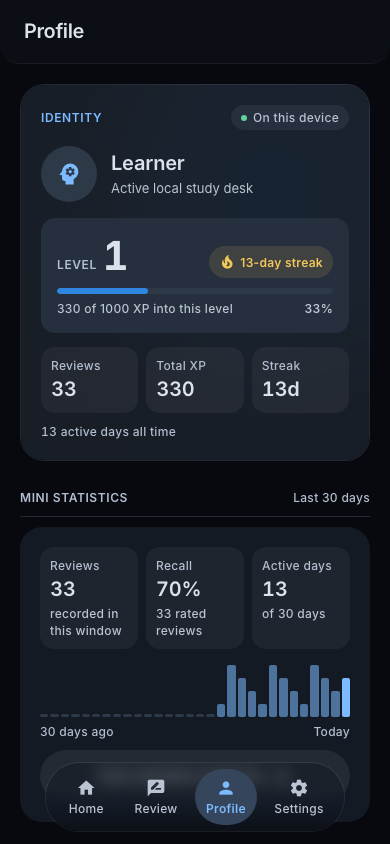 Profile
IDENTITY
On this device
Learner
Active local study desk
LEVEL 1
13-day streak
330 of 1000 XP into this level
33%
Reviews
33
Total XP
330
Streak
13d
13 active days all time
MINI STATISTICS
Last 30 days
Reviews
33
recorded in
this window
Recall
70%
33 rated
reviews
Active days
13
of 30 days
30 days ago
Today
Home
Review
Profile
Settings